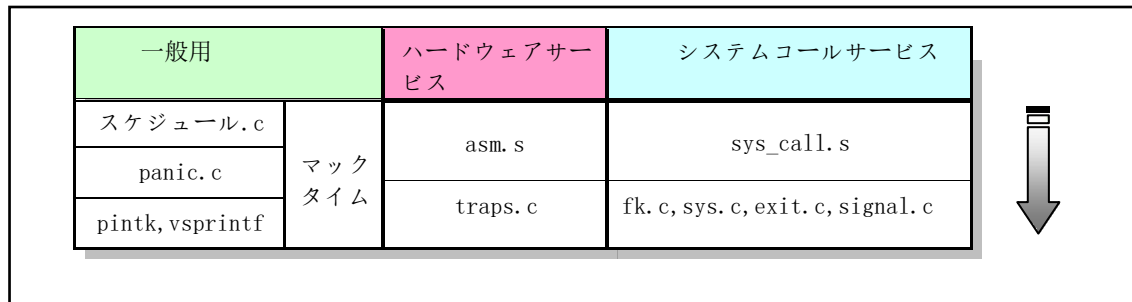 一般用
ハードウェアサー
ビス
システムコールサービス
スケジュール.c
panic.c
pintk,vsprintf
マック
タイム
asm.s
traps.c
sys_call.s
fk.c,sys.c,exit.c,signal.c